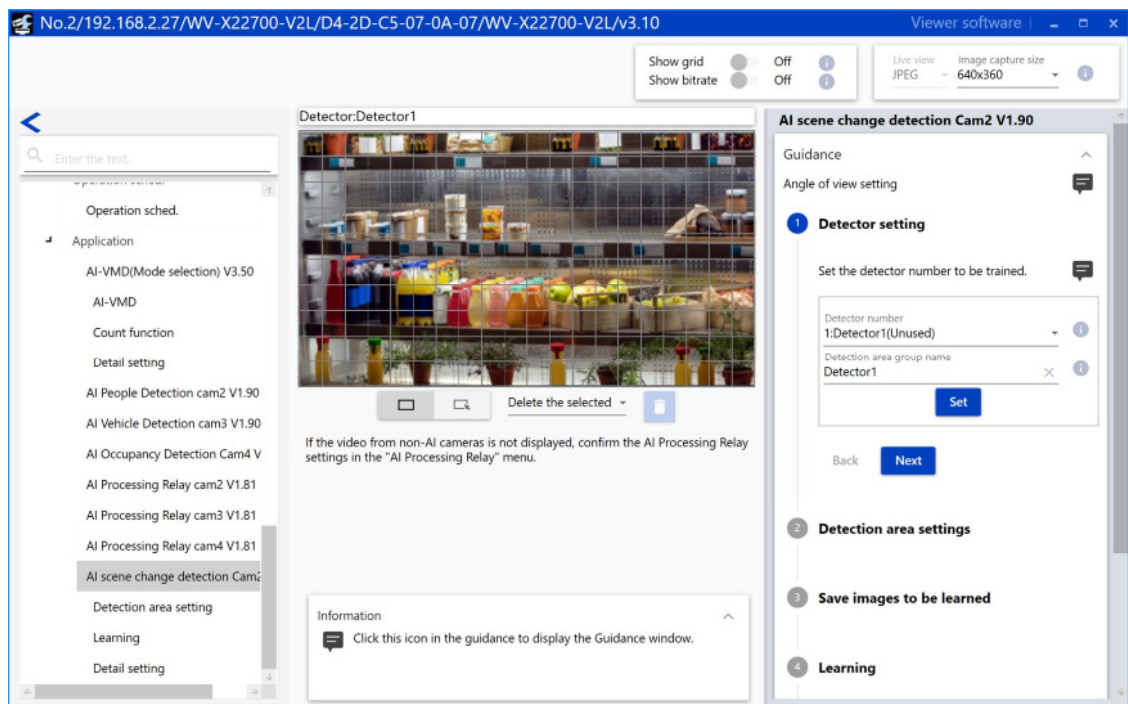 No.2/192.168.2.27/WV-X22700-V2L/D4-2D-C5-07-0A-07/WV-X22700-V2L/v3.10
Viewer software
Show grid Off
Show bitrate Off
Live view
JPEG
Image capture size
640x360
Enter the text.
Operation sched.
Operation sched.
Application
AI-VMD(Mode selection) V3.50
AI-VMD
Count function
Detail setting
AI People Detection cam2 V1.90
AI Vehicle Detection cam3 V1.90
AI Occupancy Detection Cam4 V
AI Processing Relay cam2 V1.81
AI Processing Relay cam3 V1.81
AI Processing Relay cam4 V1.81
AI scene change detection Cam2
Detection area setting
Learning
Detail setting
Detector:Detector1
Delete the selected
If the video from non-AI cameras is not displayed, confirm the AI Processing Relay
settings in the "AI Processing Relay" menu.
Information
Click this icon in the guidance to display the Guidance window.
AI scene change detection Cam2 V1.90
Guidance
Angle of view setting
1 Detector setting
Set the detector number to be trained.
Detector number
1:Detector1(Unused)
Detection area group name
Detector1
Set
Back Next
2 Detection area settings
3 Save images to be learned
4 Learning